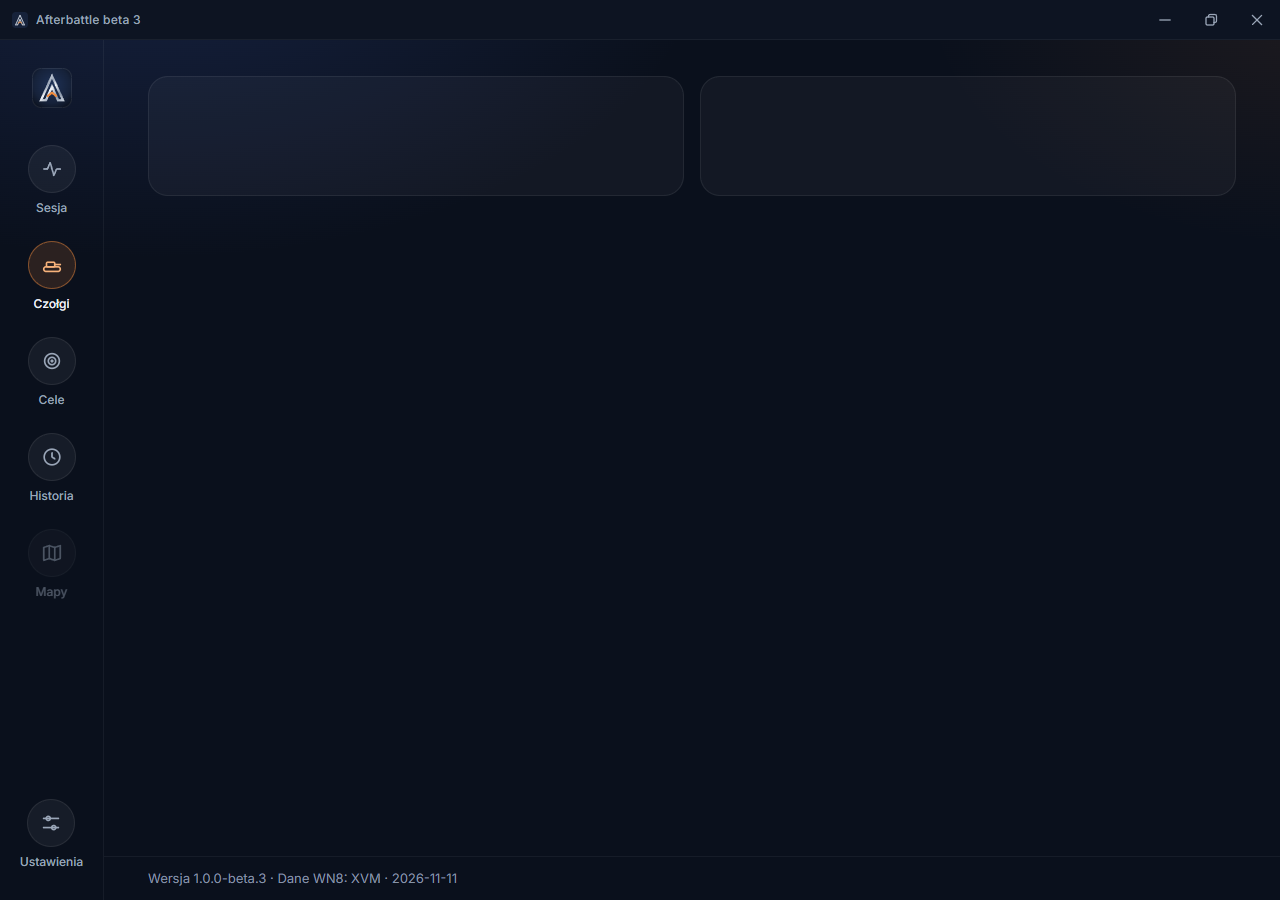 Afterbattle beta 3
Sesja
Czołgi
Cele
Historia
Mapy
Ustawienia
Wersja 1.0.0-beta.3 · Dane WN8: XVM · 2026-11-11